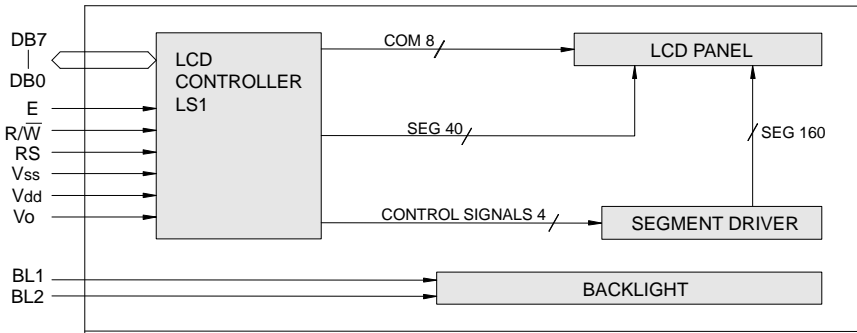 DB7
DB0
E
R/W̅
RS
Vss
Vdd
Vo
BL1
BL2
LCD
CONTROLLER
LS1
COM 8
SEG 40
CONTROL SIGNALS 4
LCD PANEL
SEG 160
SEGMENT DRIVER
BACKLIGHT